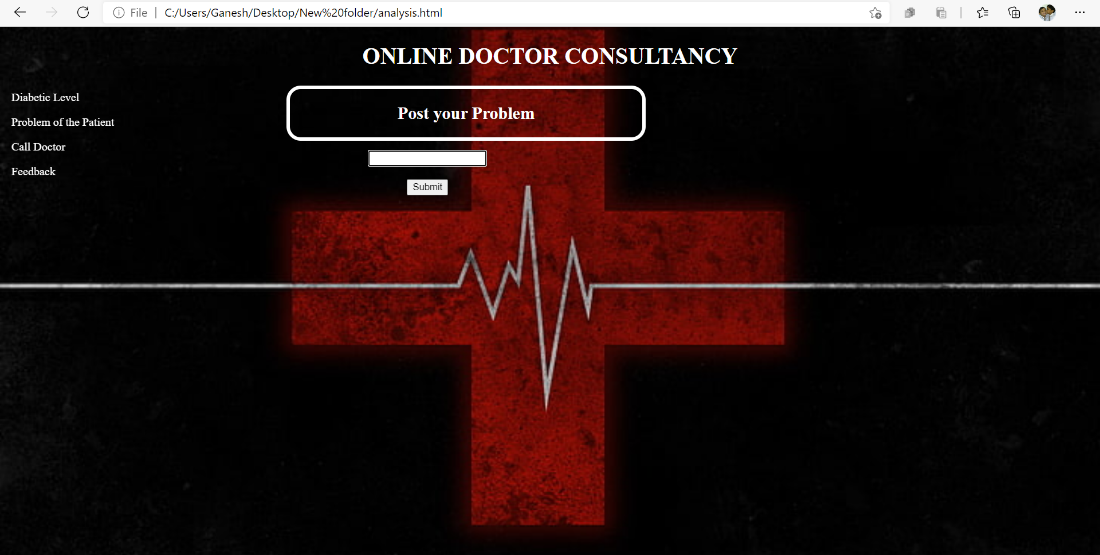 File | C:/Users/Ganesh/Desktop/New%20folder/analysis.html
ONLINE DOCTOR CONSULTANCY
Diabetic Level
Problem of the Patient
Call Doctor
Feedback
Post your Problem
Submit